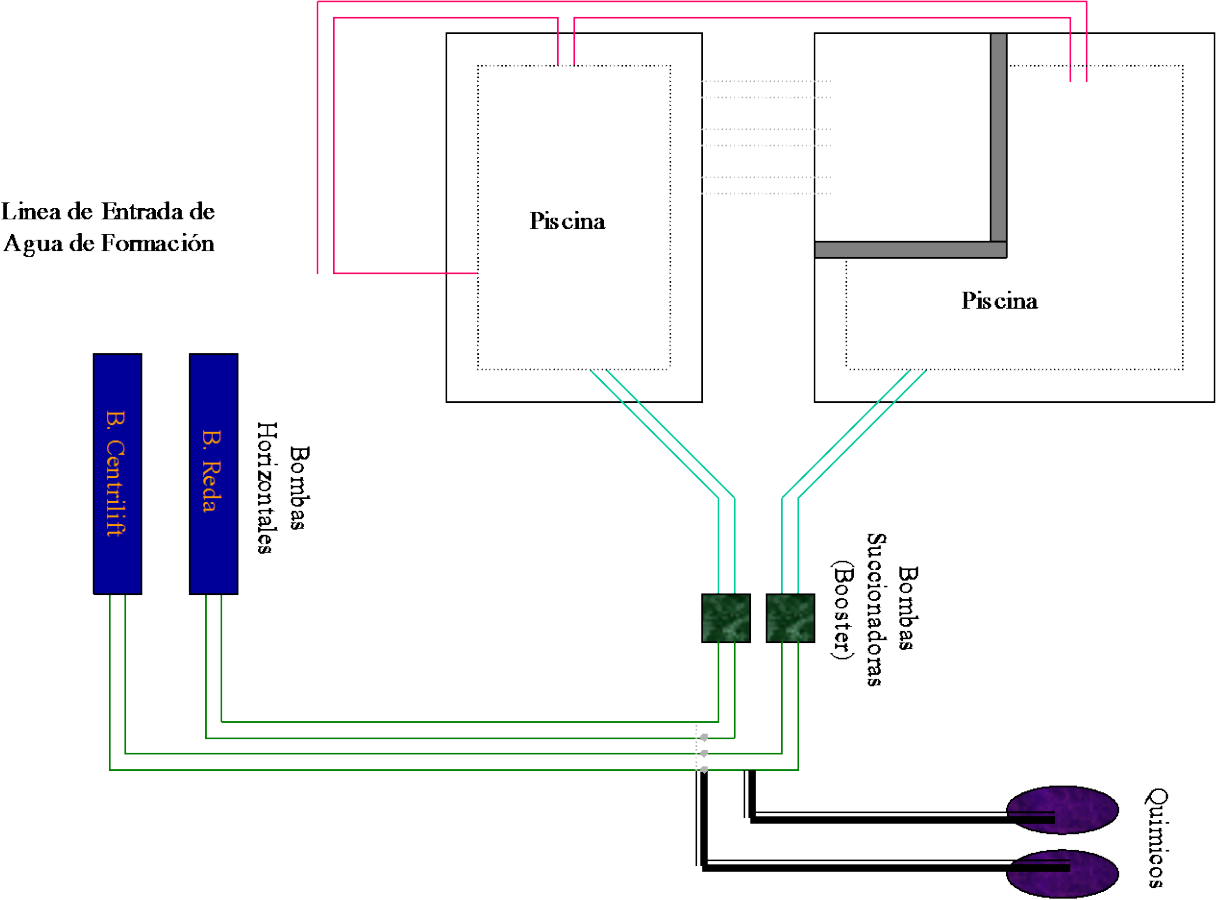 Linea de Entrada de
Agua de Formación
Piscina
Piscina
B. Centrilift
B. Reda
Bombas
Horizontales
Bombas
Succionadoras
(Booster)
Quimicos